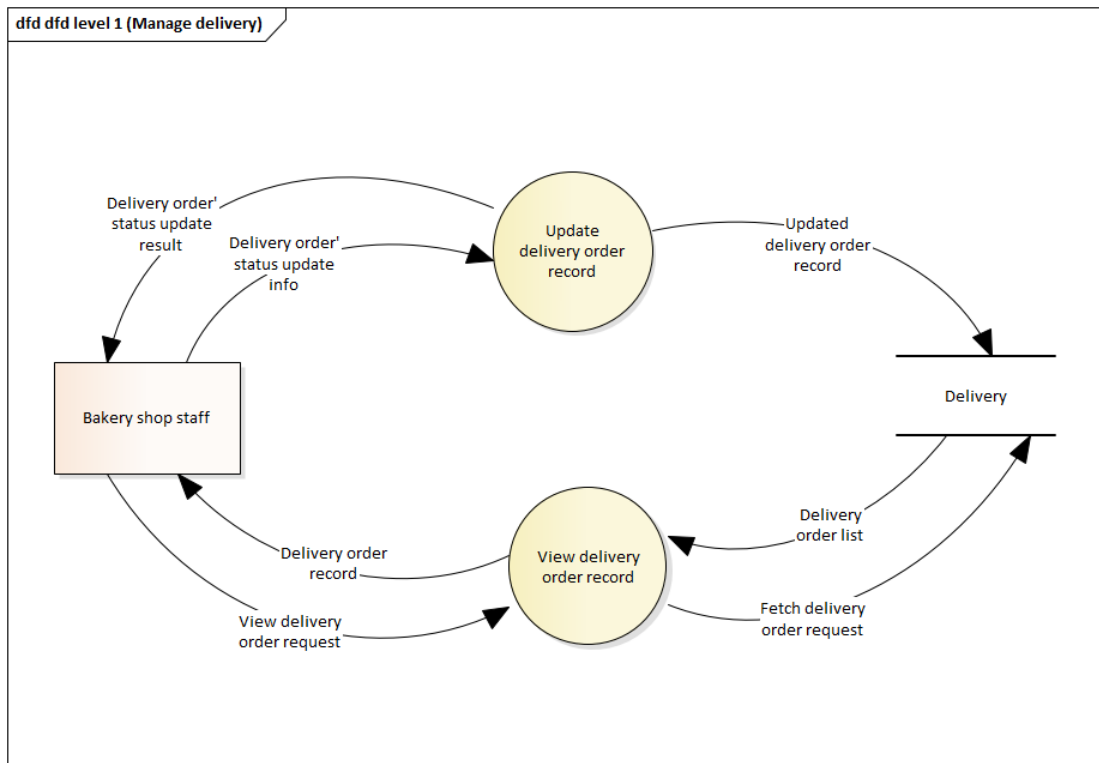 dfd dfd level 1 (Manage delivery)
Delivery order'
status update
result
Delivery order'
status update
info
Update
delivery order
record
Updated
delivery order
record
Bakery shop staff
Delivery
Delivery order
record
View delivery
order request
View delivery
order record
Delivery
order list
Fetch delivery
order request